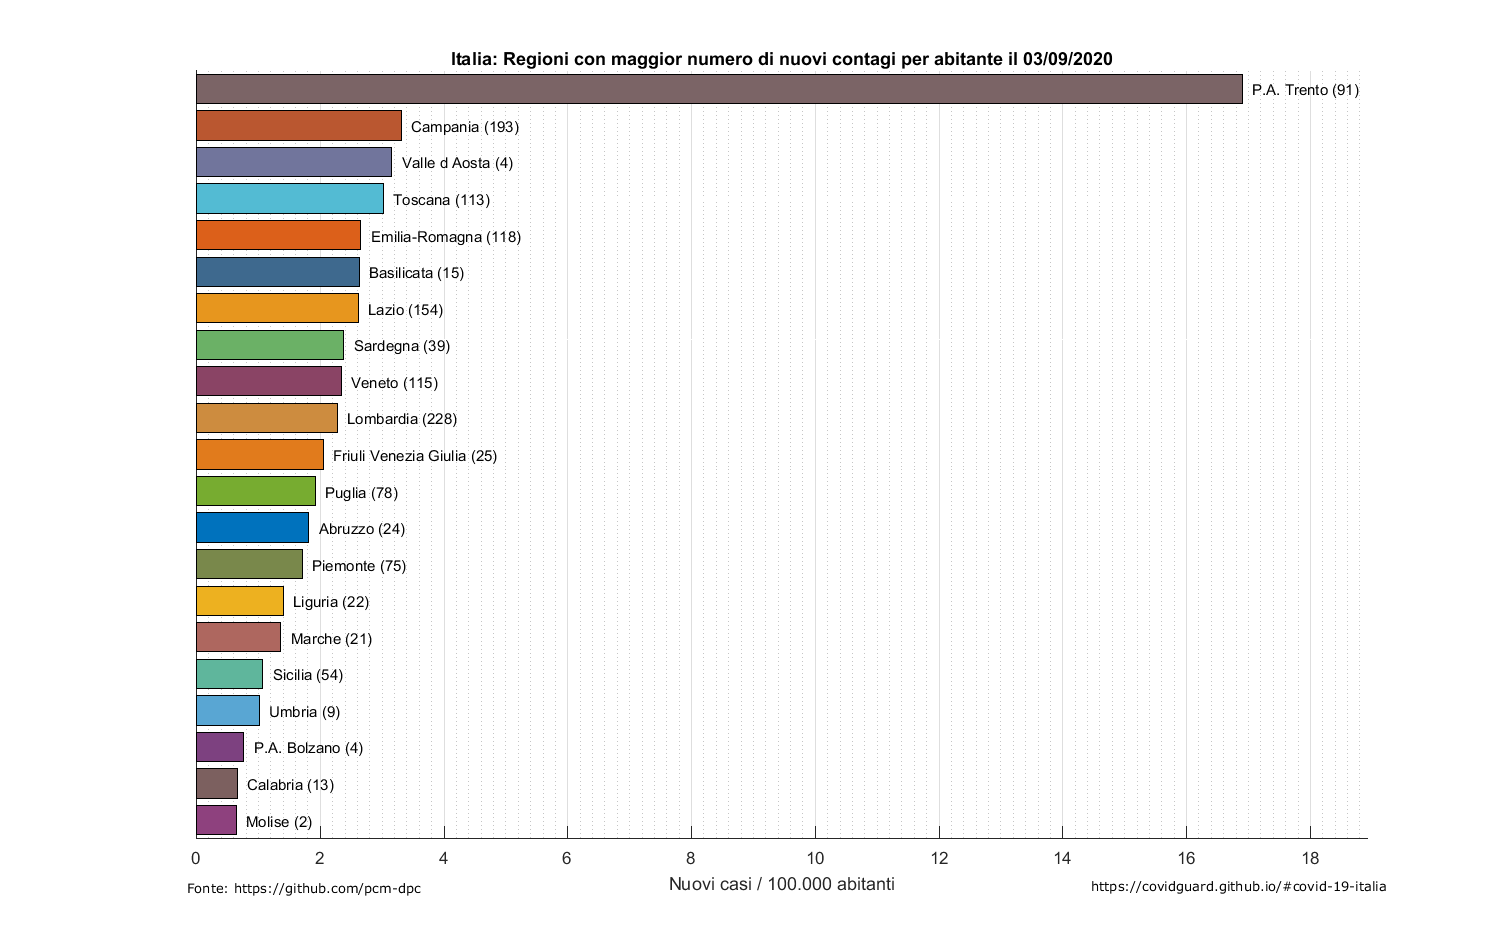 Italia: Regioni con maggior numero di nuovi contagi per abitante il 03/09/2020
P.A. Trento (91)
Campania (193)
Valle d Aosta (4)
Toscana (113)
Emilia-Romagna (118)
Basilicata (15)
Lazio (154)
Sardegna (39)
Veneto (115)
Lombardia (228)
Friuli Venezia Giulia (25)
Puglia (78)
Abruzzo (24)
Piemonte (75)
Liguria (22)
Marche (21)
Sicilia (54)
Umbria (9)
P.A. Bolzano (4)
Calabria (13)
Molise (2)
0 2 4 6 8 10 12 14 16 18
Nuovi casi / 100.000 abitanti
Fonte: https://github.com/pcm-dpc
https://covidguard.github.io/#covid-19-italia